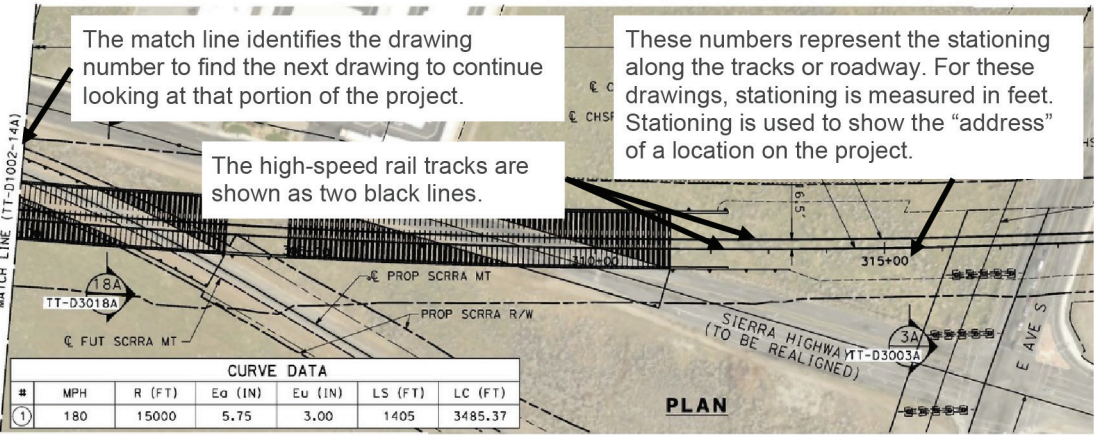 The match line identifies the drawing
number to find the next drawing to continue
looking at that portion of the project.
These numbers represent the stationing
along the tracks or roadway. For these
drawings, stationing is measured in feet.
Stationing is used to show the “address”
of a location on the project.
The high-speed rail tracks are
shown as two black lines.
MATCH LINE (TT-D1002-14A)
℄ C
℄ CHSR
16.5'
310+00
315+00
18A
TT-D3018A
℄ PROP SCRRA MT
PROP SCRRA R/W
℄ FUT SCRRA MT
SIERRA HIGHWAY
(TO BE REALIGNED)
3A
TT-D3003A
E AVE S
CURVE DATA
# MPH R (FT) Ea (IN) Eu (IN) LS (FT) LC (FT)
1 180 15000 5.75 3.00 1405 3485.37
PLAN